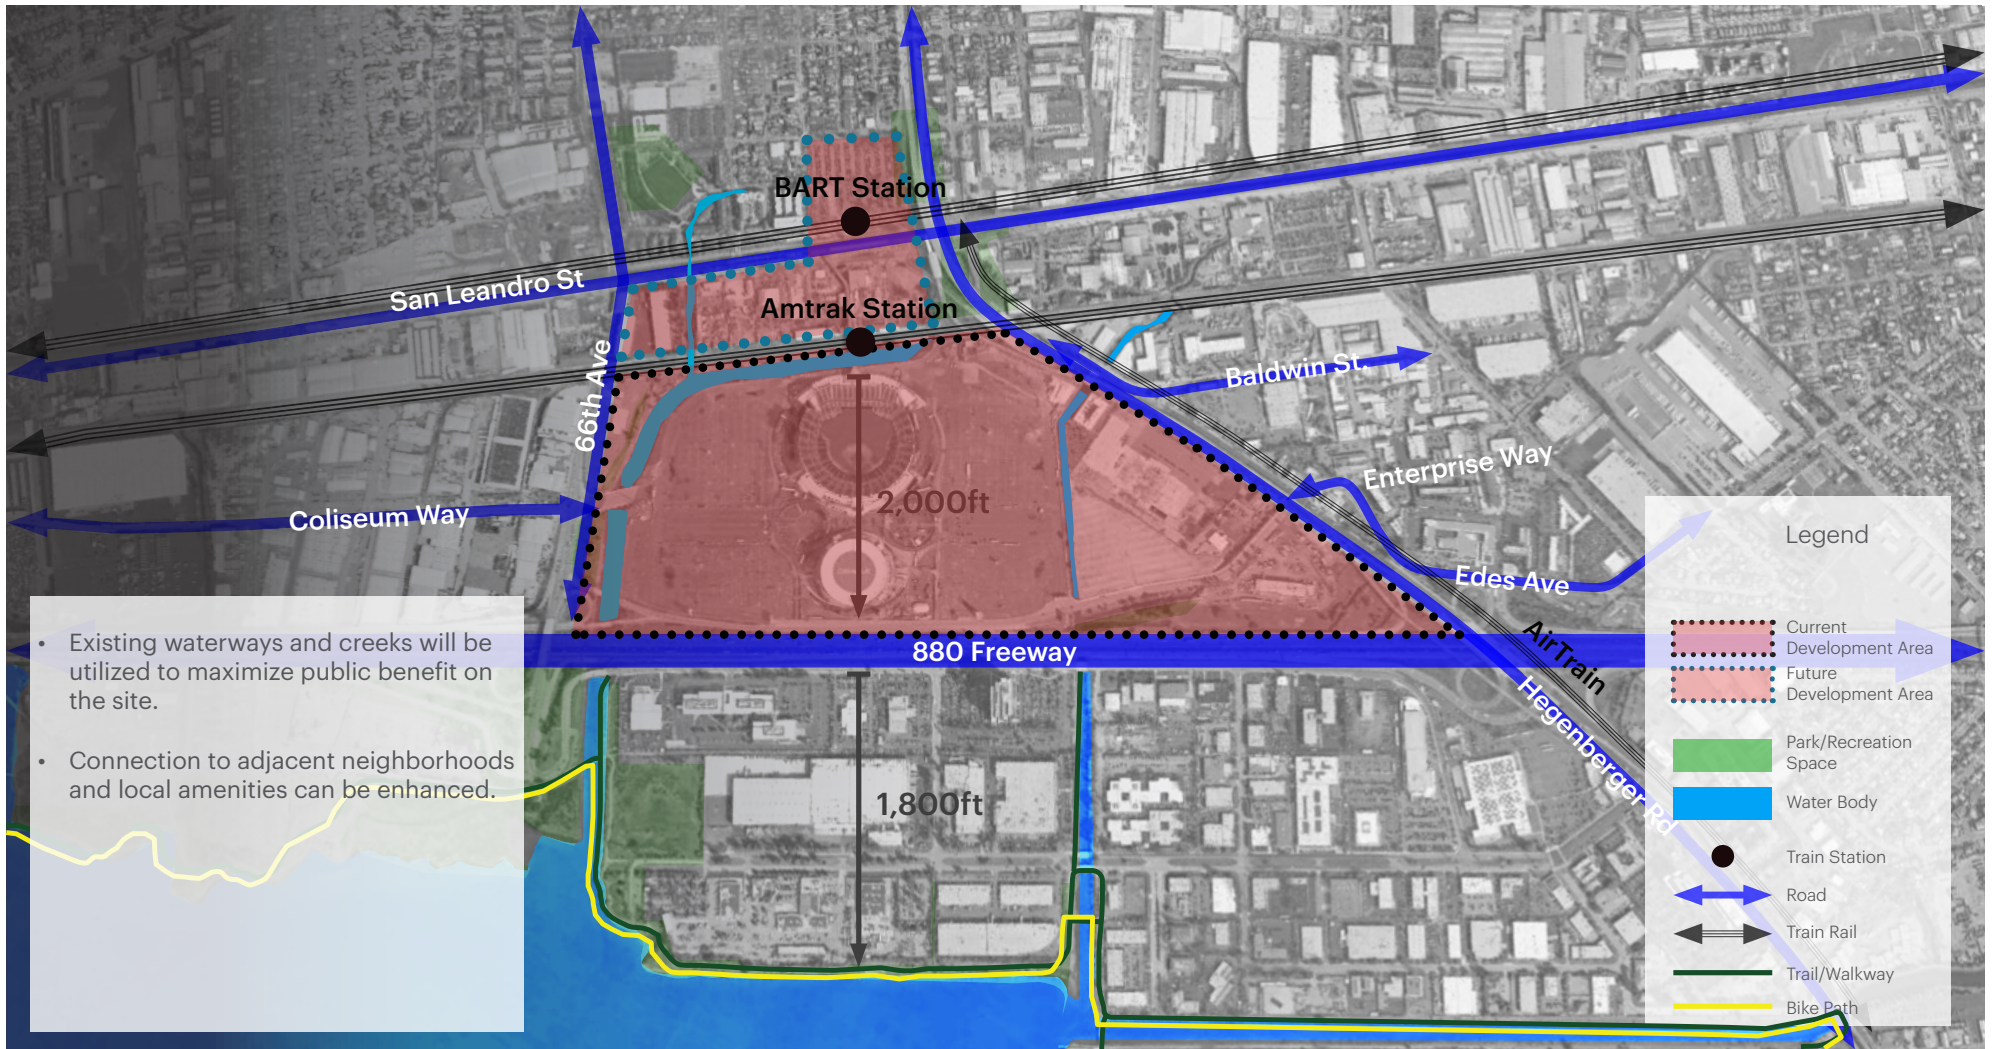 BART Station
San Leandro St
Amtrak Station
66th Ave
Baldwin St.
2,000ft
Enterprise Way
Coliseum Way
Edes Ave
880 Freeway
AirTrain
Hegenberger Rd
1,800ft
• Existing waterways and creeks will be
utilized to maximize public benefit on
the site.
• Connection to adjacent neighborhoods
and local amenities can be enhanced.
Legend
Current
Development Area
Future
Development Area
Park/Recreation
Space
Water Body
Train Station
Road
Train Rail
Trail/Walkway
Bike Path